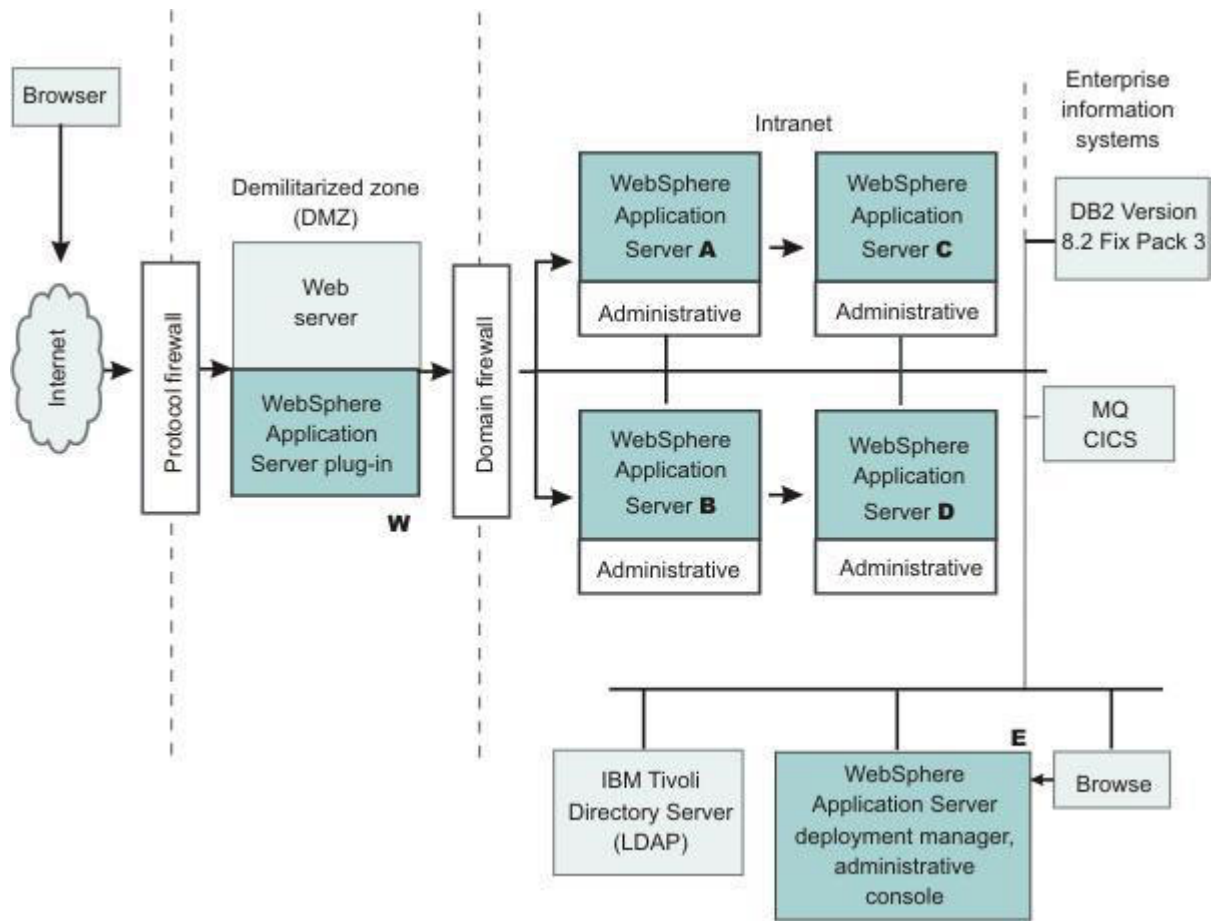 Browser
Internet
Protocol firewall
Demilitarized zone
(DMZ)
Web
server
WebSphere
Application
Server plug-in
W
Domain firewall
Intranet
WebSphere
Application
Server A
Administrative
WebSphere
Application
Server C
Administrative
WebSphere
Application
Server B
Administrative
WebSphere
Application
Server D
Administrative
Enterprise
information
systems
DB2 Version
8.2 Fix Pack 3
MQ
CICS
IBM Tivoli
Directory Server
(LDAP)
E
WebSphere
Application Server
deployment manager,
administrative
console
Browse